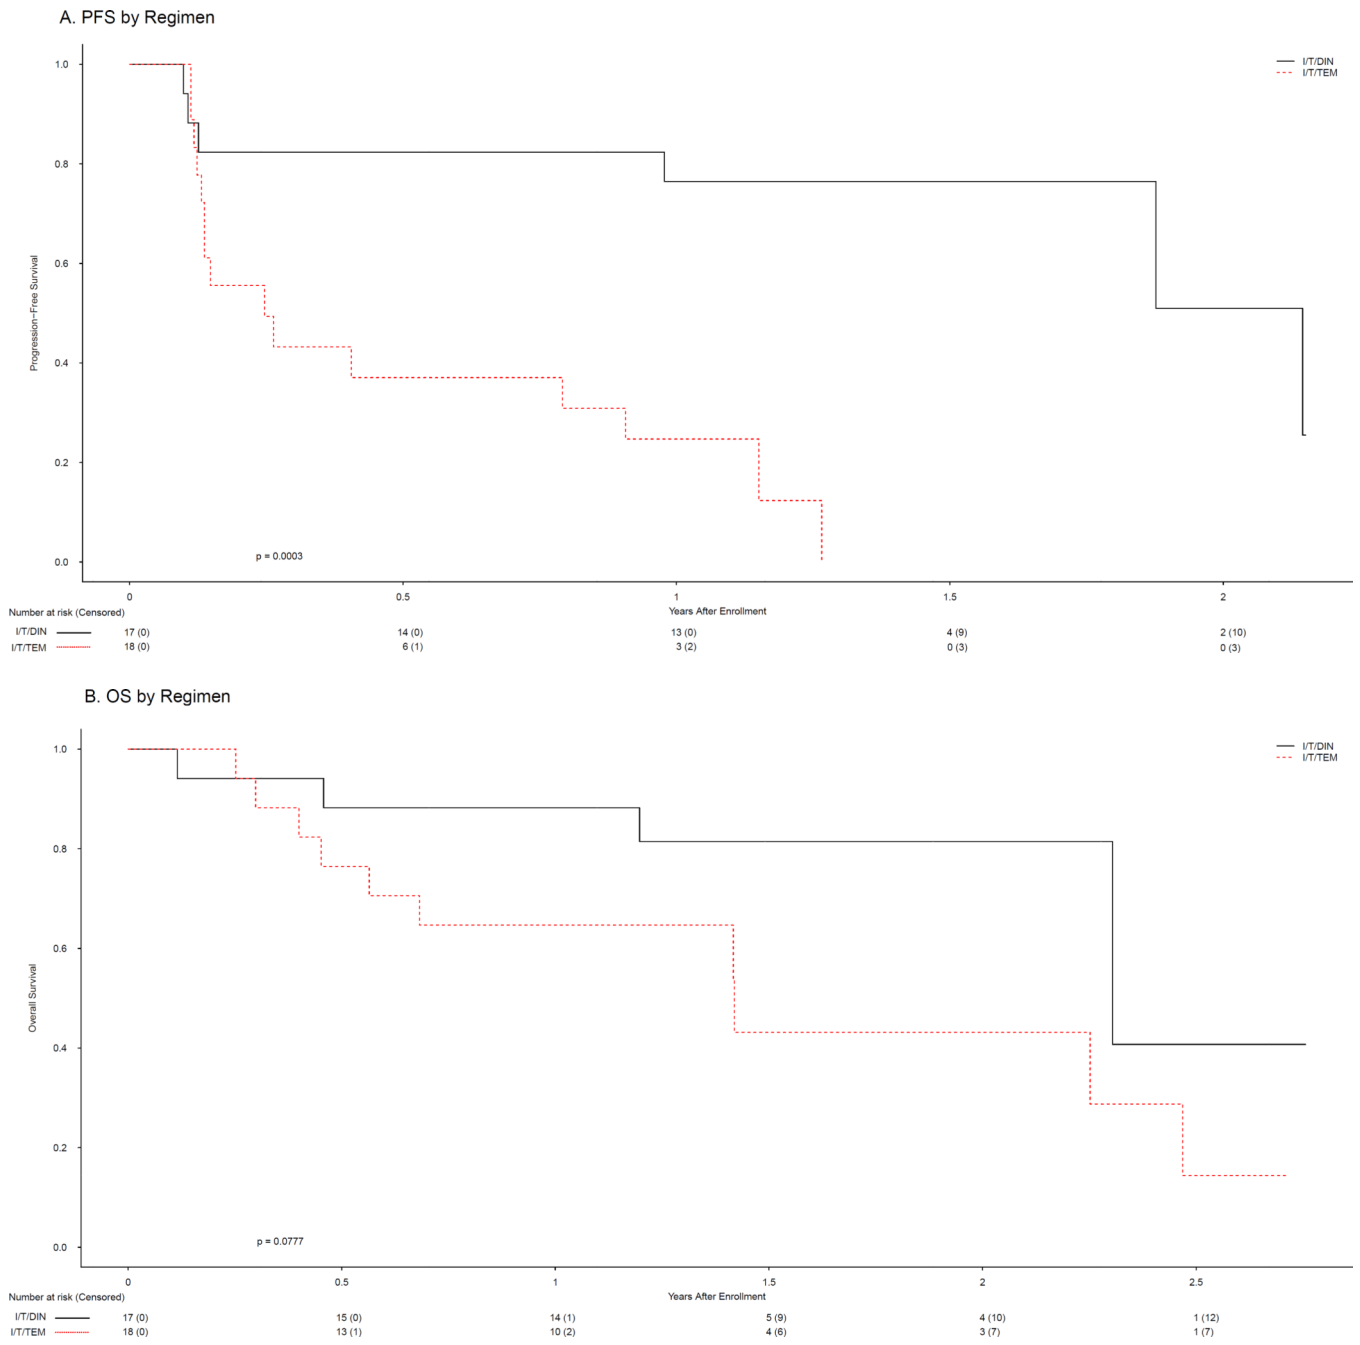 A. PFS by Regimen
I/T/DIN
I/T/TEM
1.0
0.8
0.6
0.4
0.2
0.0
Progression−Free Survival
p = 0.0003
0 0.5 1 1.5 2
Number at risk (Censored) Years After Enrollment
I/T/DIN 17 (0) 14 (0) 13 (0) 4 (9) 2 (10)
I/T/TEM 18 (0) 6 (1) 3 (2) 0 (3) 0 (3)
B. OS by Regimen
I/T/DIN
I/T/TEM
1.0
0.8
0.6
0.4
0.2
0.0
Overall Survival
p = 0.0777
0 0.5 1 1.5 2 2.5
Number at risk (Censored) Years After Enrollment
I/T/DIN 17 (0) 15 (0) 14 (1) 5 (9) 4 (10) 1 (12)
I/T/TEM 18 (0) 13 (1) 10 (2) 4 (6) 3 (7) 1 (7)